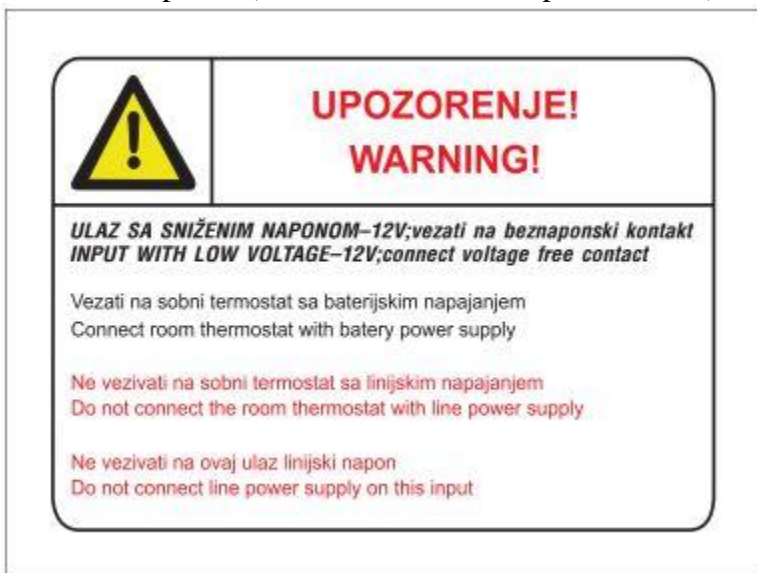 UPOZORENJE!
WARNING!
ULAZ SA SNIŽENIM NAPONOM–12V;vezati na beznaponski kontakt
INPUT WITH LOW VOLTAGE–12V;connect voltage free contact
Vezati na sobni termostat sa baterijskim napajanjem
Connect room thermostat with batery power supply
Ne vezivati na sobni termostat sa linijskim napajanjem
Do not connect the room thermostat with line power supply
Ne vezivati na ovaj ulaz linijski napon
Do not connect line power supply on this input